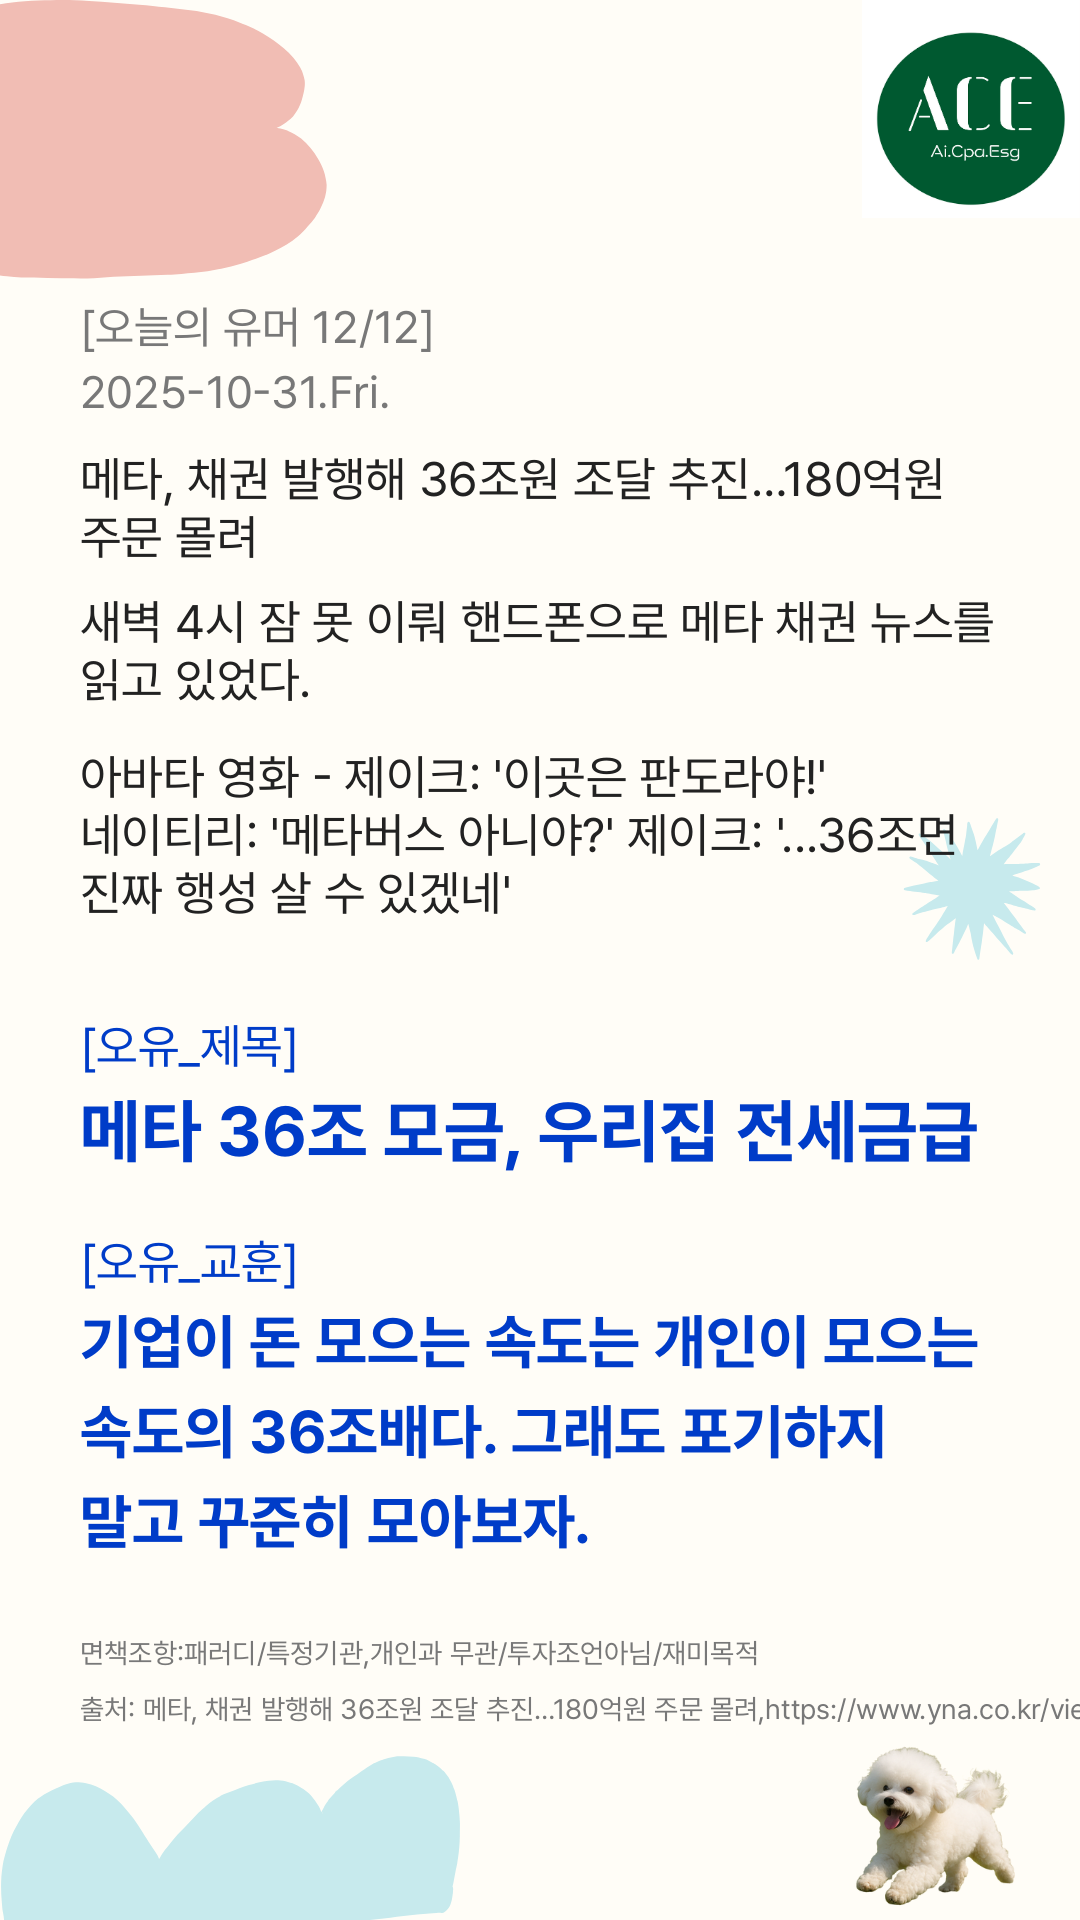 ACE
Ai.Cpa.Esg
[오늘의 유머 12/12]
2025-10-31.Fri.
메타, 채권 발행해 36조원 조달 추진...180억원
주문 몰려
새벽 4시 잠 못 이뤄 핸드폰으로 메타 채권 뉴스를
읽고 있었다.
아바타 영화 - 제이크: '이곳은 판도라야!'
네이티리: '메타버스 아니야?' 제이크: '...36조면
진짜 행성 살 수 있겠네'
[오유_제목]
메타 36조 모금, 우리집 전세금급
[오유_교훈]
기업이 돈 모으는 속도는 개인이 모으는
속도의 36조배다. 그래도 포기하지
말고 꾸준히 모아보자.
면책조항:패러디/특정기관,개인과 무관/투자조언아님/재미목적
출처: 메타, 채권 발행해 36조원 조달 추진...180억원 주문 몰려,https://www.yna.co.kr/vie